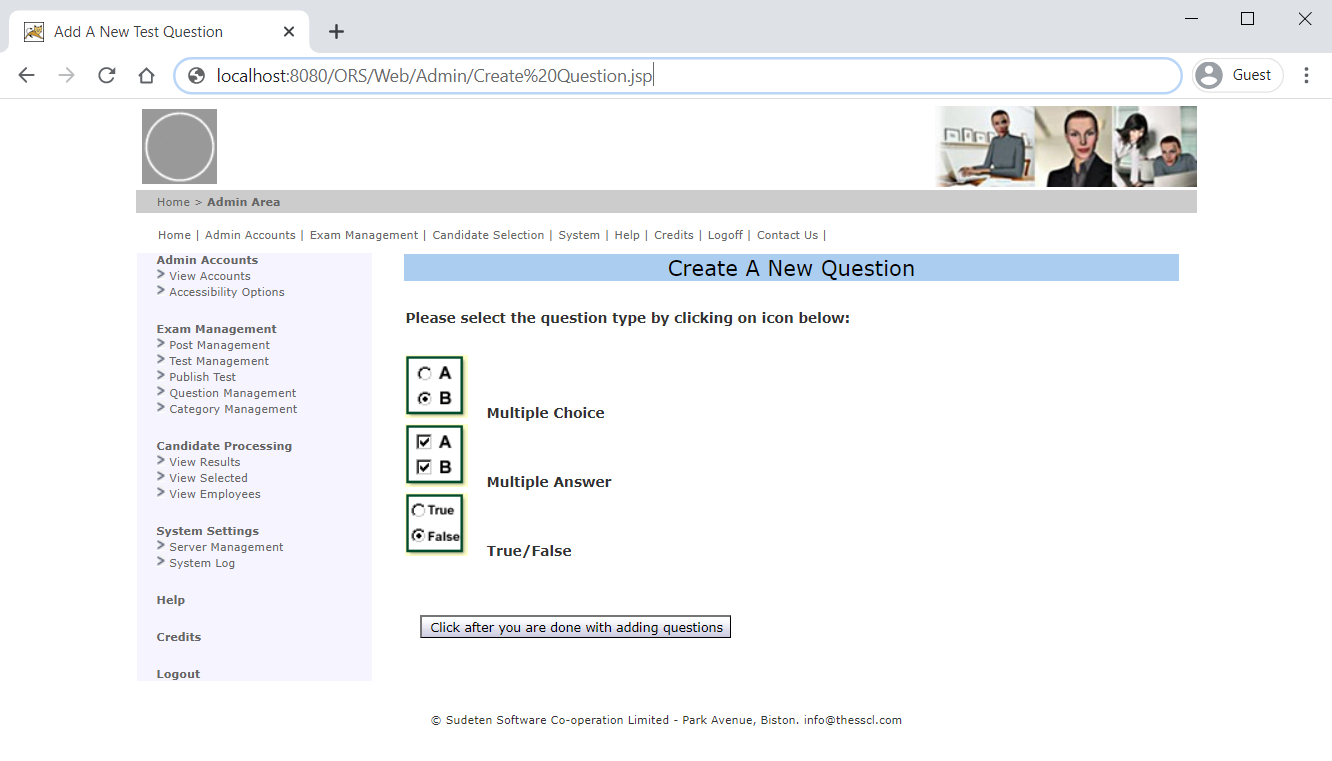 Add A New Test Question
localhost:8080/ORS/Web/Admin/Create%20Question.jsp
Guest
Home > Admin Area
Home | Admin Accounts | Exam Management | Candidate Selection | System | Help | Credits | Logoff | Contact Us |
Admin Accounts
> View Accounts
> Accessibility Options
Exam Management
> Post Management
> Test Management
> Publish Test
> Question Management
> Category Management
Candidate Processing
> View Results
> View Selected
> View Employees
System Settings
> Server Management
> System Log
Help
Credits
Logout
Create A New Question
Please select the question type by clicking on icon below:
A
B
Multiple Choice
A
B
Multiple Answer
True
False
True/False
Click after you are done with adding questions
© Sudeten Software Co-operation Limited - Park Avenue, Biston. info@thesscl.com